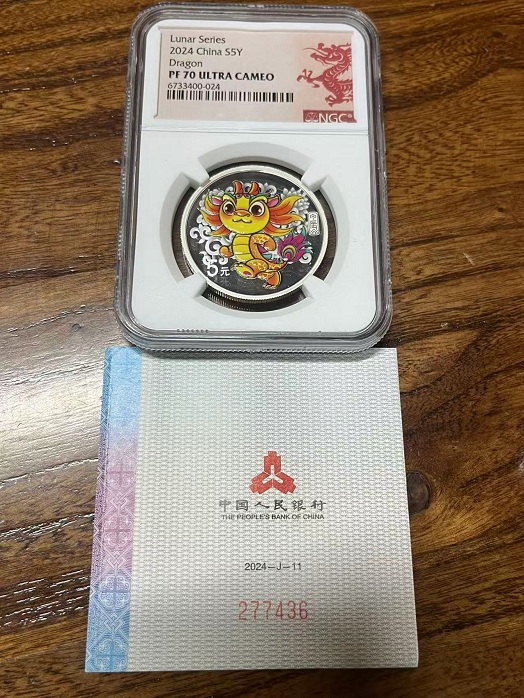 Lunar Series
2024 China S5Y
Dragon
PF 70 ULTRA CAMEO
6733400-024
NGC
5元
中国人民银行
THE PEOPLE'S BANK OF CHINA
2024—J—11
277436